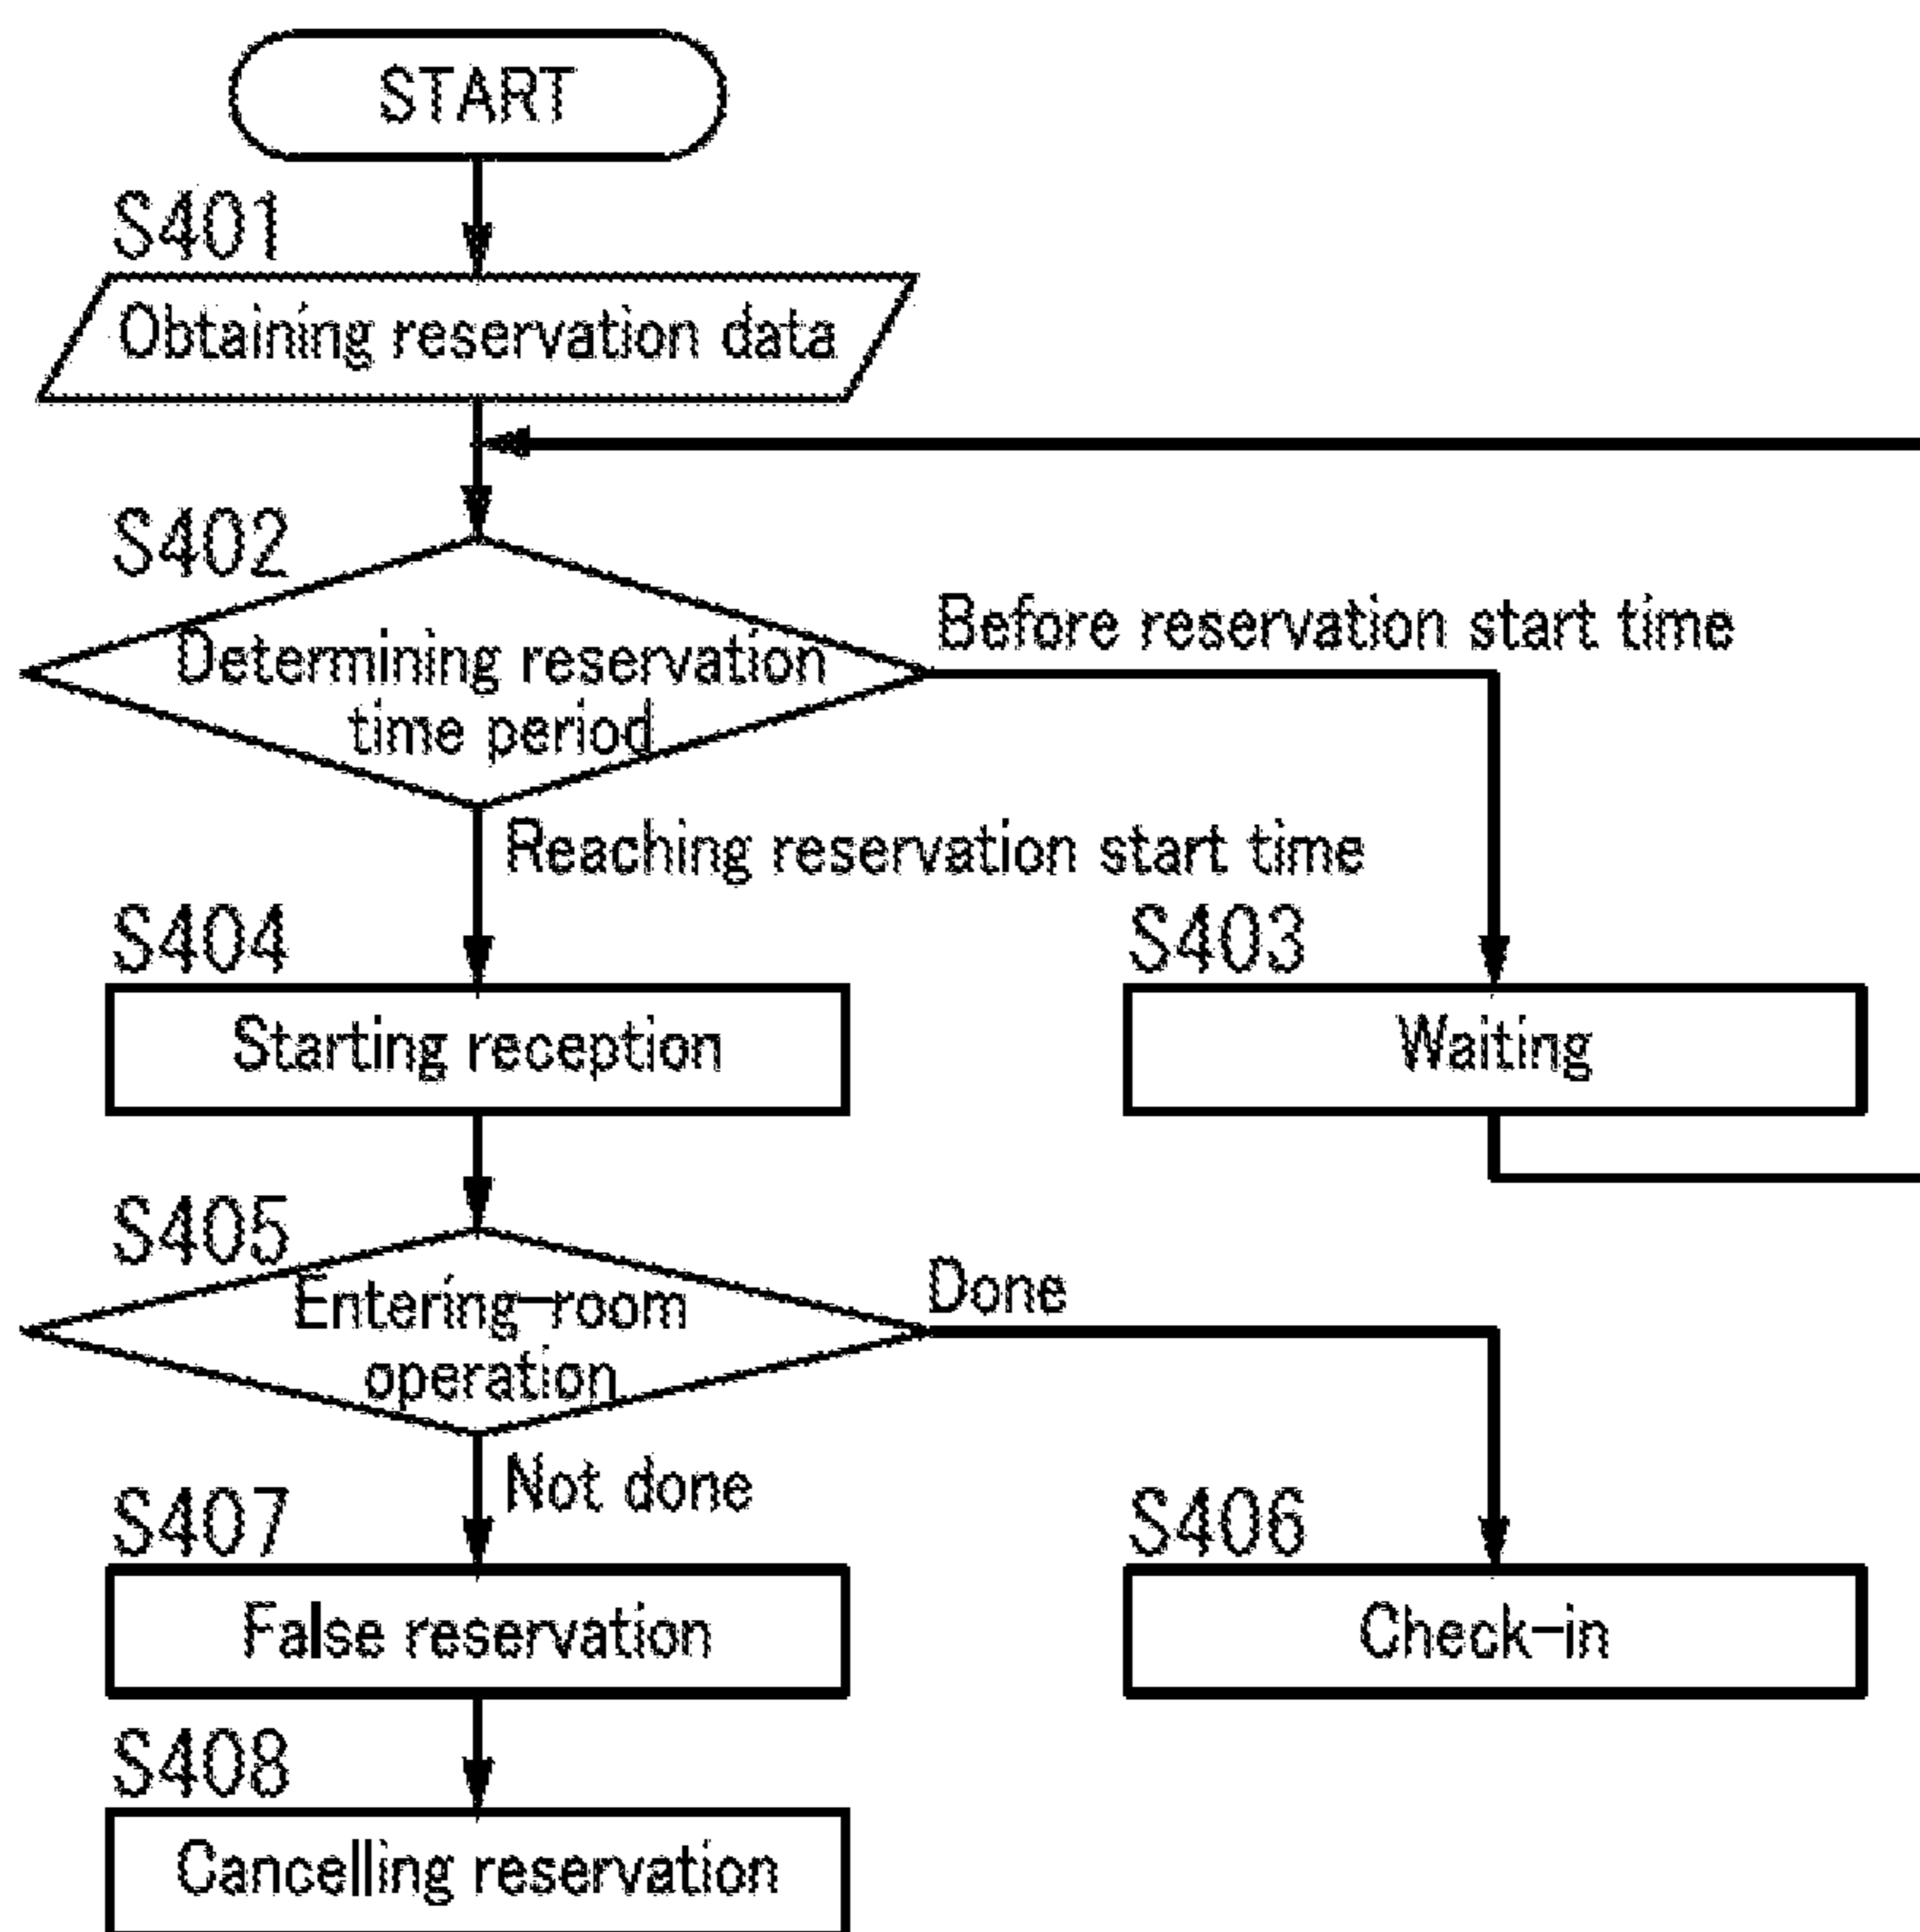 START
S401
Obtaining reservation data
S402
Determining reservation
time period
Before reservation start time
Reaching reservation start time
S404
Starting reception
S403
Waiting
S405
Entering-room
operation
Done
Not done
S407
False reservation
S406
Check-in
S408
Cancelling reservation